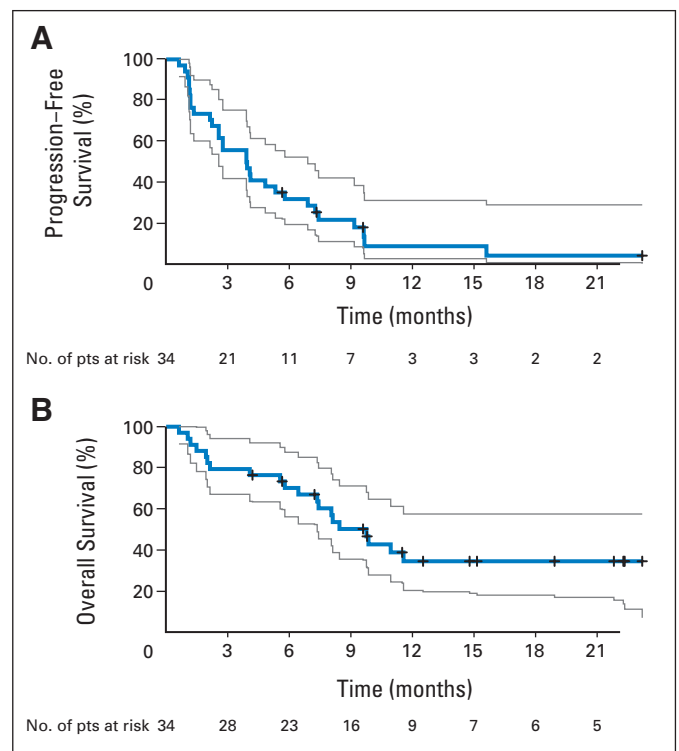 A
Progression–Free
Survival (%)
100
80
60
40
20
0
3 6 9 12 15 18 21
Time (months)
No. of pts at risk 34 21 11 7 3 3 2 2
B
Overall Survival (%)
100
80
60
40
20
0
3 6 9 12 15 18 21
Time (months)
No. of pts at risk 34 28 23 16 9 7 6 5